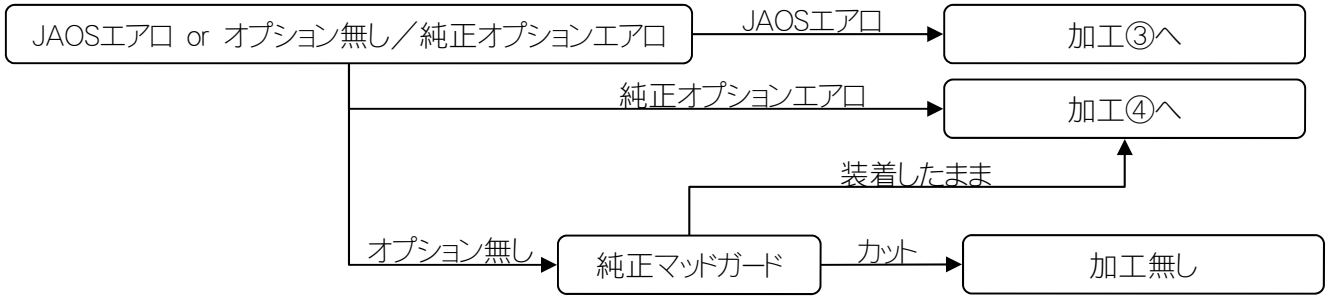 JAOSエアロ or オプション無し／純正オプションエアロ
JAOSエアロ
加工③へ
純正オプションエアロ
加工④へ
装着したまま
オプション無し
純正マッドガード
カット
加工無し